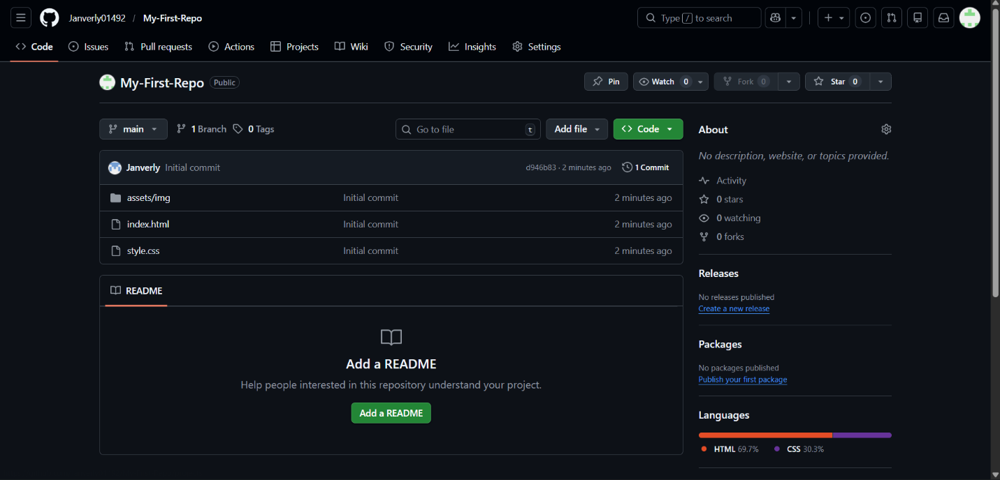 Janverly01492 / My-First-Repo
Type / to search
Code Issues Pull requests Actions Projects Wiki Security Insights Settings
My-First-Repo Public
Pin Watch 0 Fork 0 Star 0
main 1 Branch 0 Tags Go to file t Add file Code
Janverly Initial commit d946b83 · 2 minutes ago 1 Commit
assets/img Initial commit 2 minutes ago
index.html Initial commit 2 minutes ago
style.css Initial commit 2 minutes ago
README
Add a README
Help people interested in this repository understand your project.
Add a README
About
No description, website, or topics provided.
Activity
0 stars
0 watching
0 forks
Releases
No releases published
Create a new release
Packages
No packages published
Publish your first package
Languages
HTML 69.7% CSS 30.3%